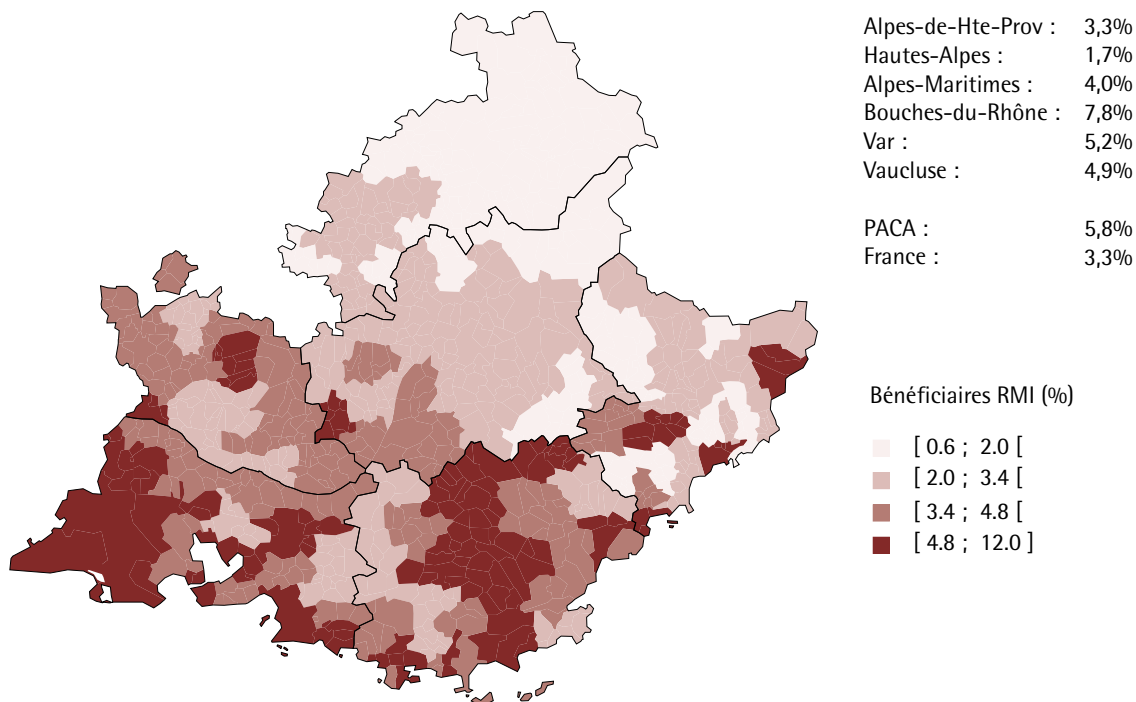 Alpes-de-Hte-Prov : 3,3%
Hautes-Alpes : 1,7%
Alpes-Maritimes : 4,0%
Bouches-du-Rhône : 7,8%
Var : 5,2%
Vaucluse : 4,9%
PACA : 5,8%
France : 3,3%
Bénéficiaires RMI (%)
[ 0.6 ; 2.0 [
[ 2.0 ; 3.4 [
[ 3.4 ; 4.8 [
[ 4.8 ; 12.0 ]